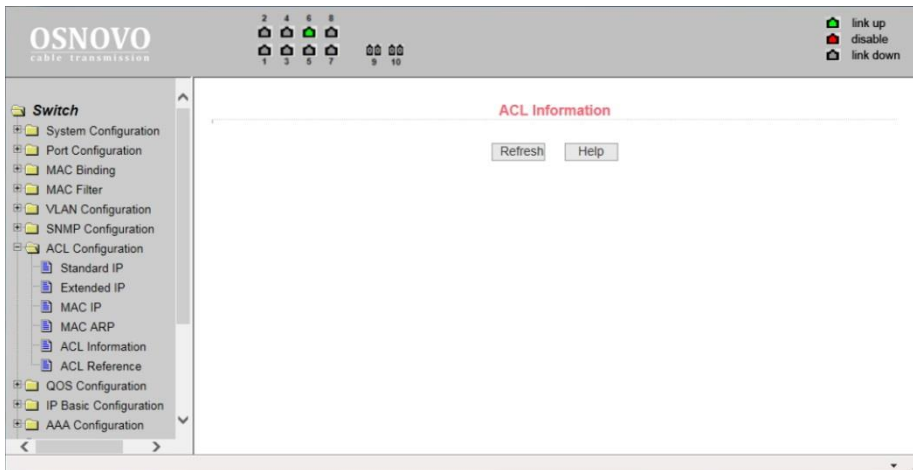 OSNOVO
cable transmission
2 4 6 8
1 3 5 7 9 10
link up
disable
link down
Switch
System Configuration
Port Configuration
MAC Binding
MAC Filter
VLAN Configuration
SNMP Configuration
ACL Configuration
Standard IP
Extended IP
MAC IP
MAC ARP
ACL Information
ACL Reference
QOS Configuration
IP Basic Configuration
AAA Configuration
ACL Information
Refresh Help